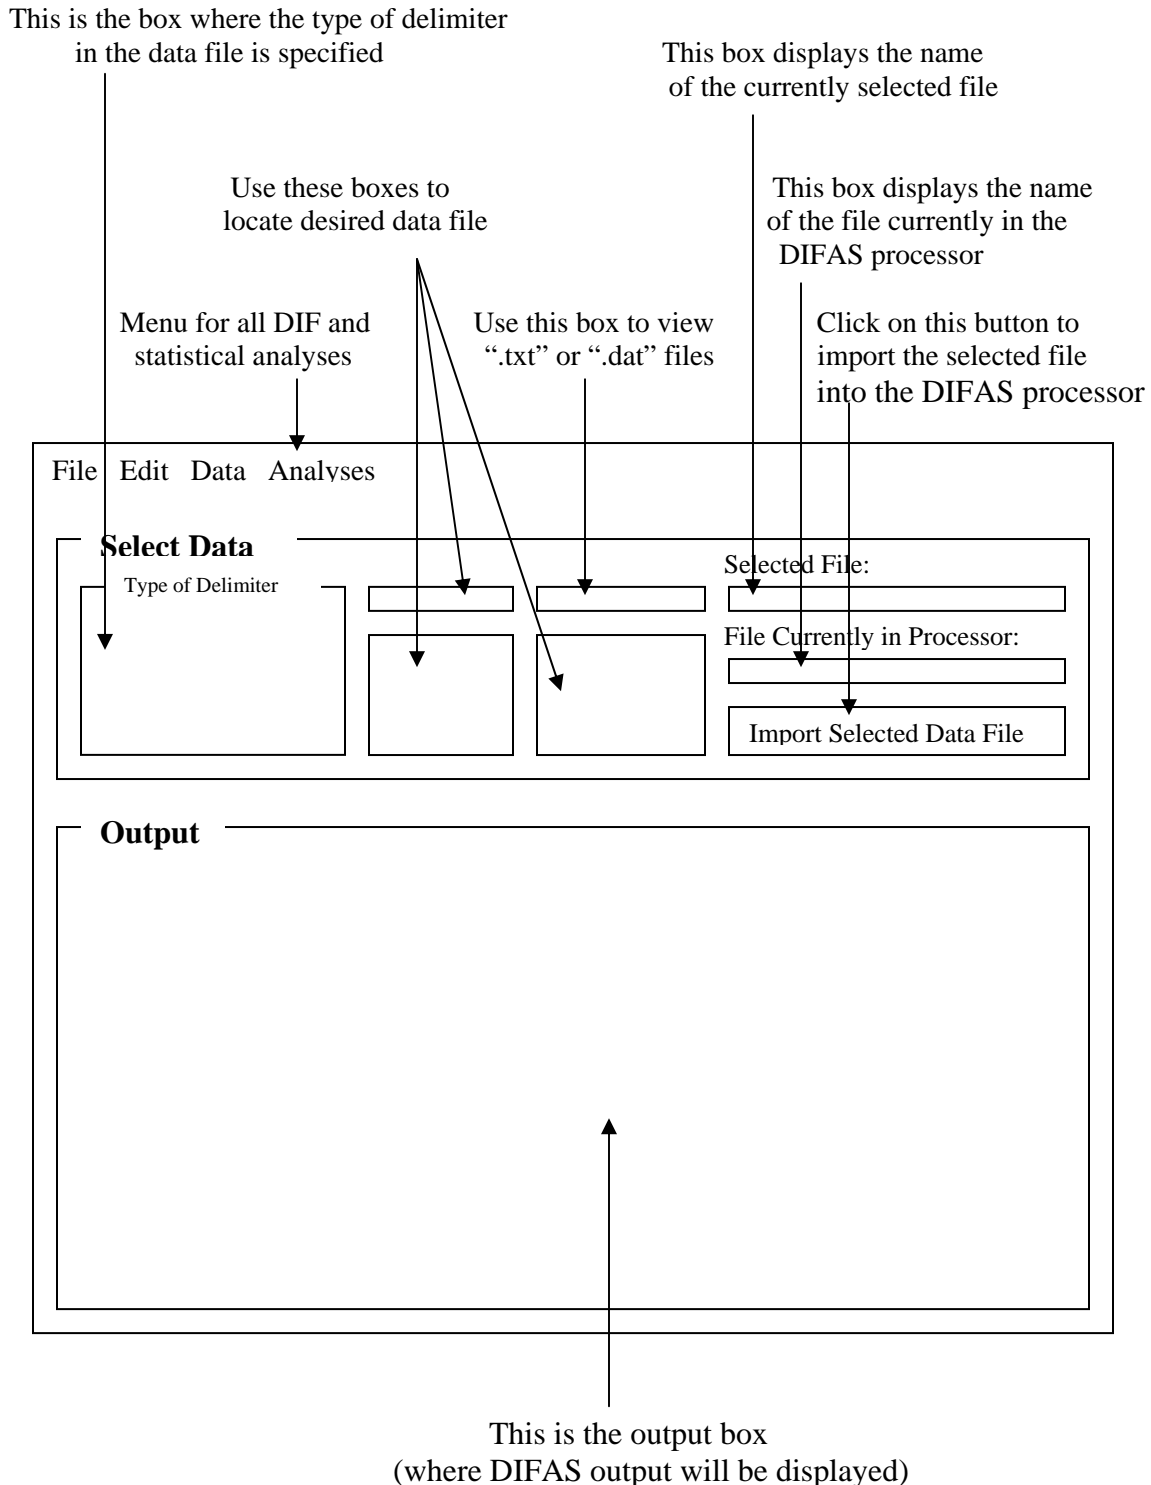 This is the box where the type of delimiter
in the data file is specified
This box displays the name
of the currently selected file
Use these boxes to
locate desired data file
This box displays the name
of the file currently in the
DIFAS processor
Menu for all DIF and
statistical analyses
Use this box to view
“.txt” or “.dat” files
Click on this button to
import the selected file
into the DIFAS processor
File Edit Data Analyses
Select Data
Type of Delimiter
Selected File:
File Currently in Processor:
Import Selected Data File
Output
This is the output box
(where DIFAS output will be displayed)